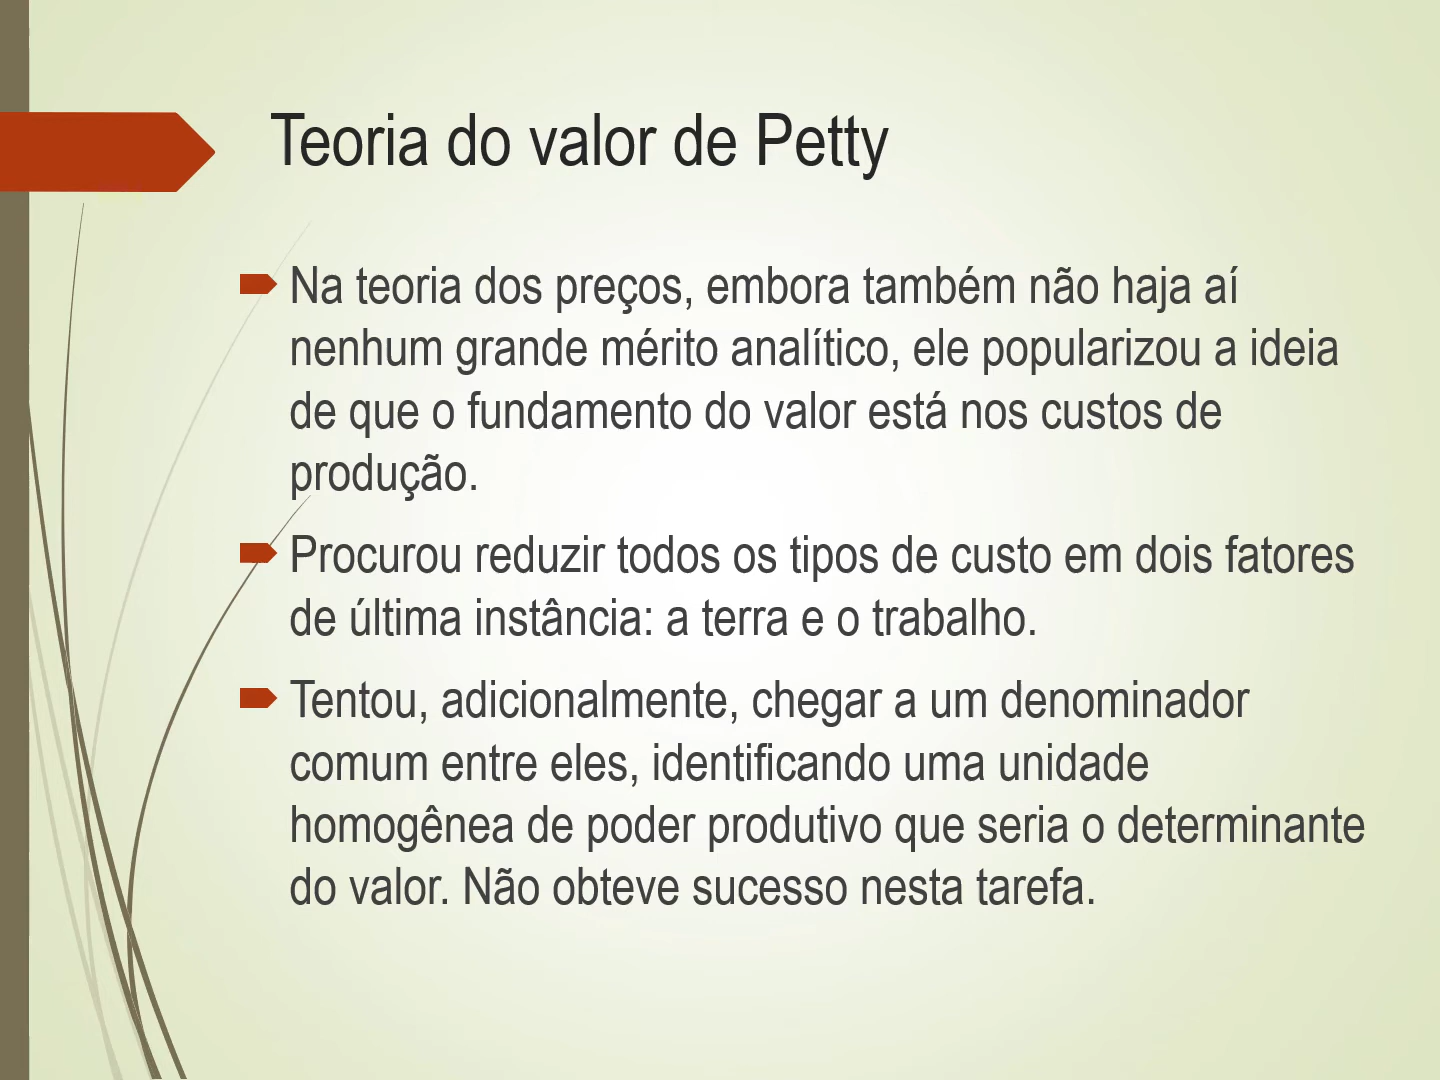 Teoria do valor de Petty
Na teoria dos preços, embora também não haja aí
nenhum grande mérito analítico, ele popularizou a ideia
de que o fundamento do valor está nos custos de
produção.
Procurou reduzir todos os tipos de custo em dois fatores
de última instância: a terra e o trabalho.
Tentou, adicionalmente, chegar a um denominador
comum entre eles, identificando uma unidade
homogênea de poder produtivo que seria o determinante
do valor. Não obteve sucesso nesta tarefa.